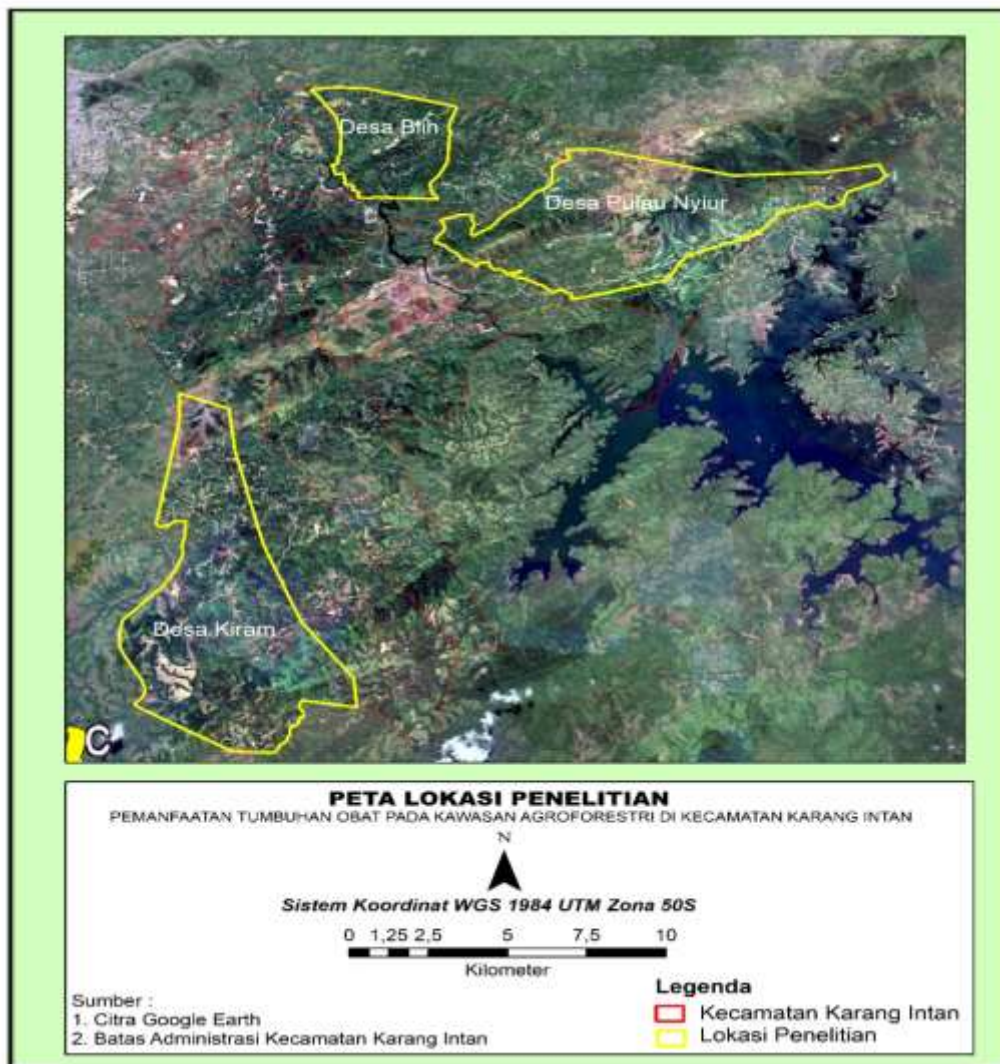 Desa Biih
Desa Pulau Nyiur
Desa Kiram
C
PETA LOKASI PENELITIAN
PEMANFAATAN TUMBUHAN OBAT PADA KAWASAN AGROFORESTRI DI KECAMATAN KARANG INTAN
N
Sistem Koordinat WGS 1984 UTM Zona 50S
0 1,25 2,5 5 7,5 10
Kilometer
Sumber :
1. Citra Google Earth
2. Batas Administrasi Kecamatan Karang Intan
Legenda
Kecamatan Karang Intan
Lokasi Penelitian